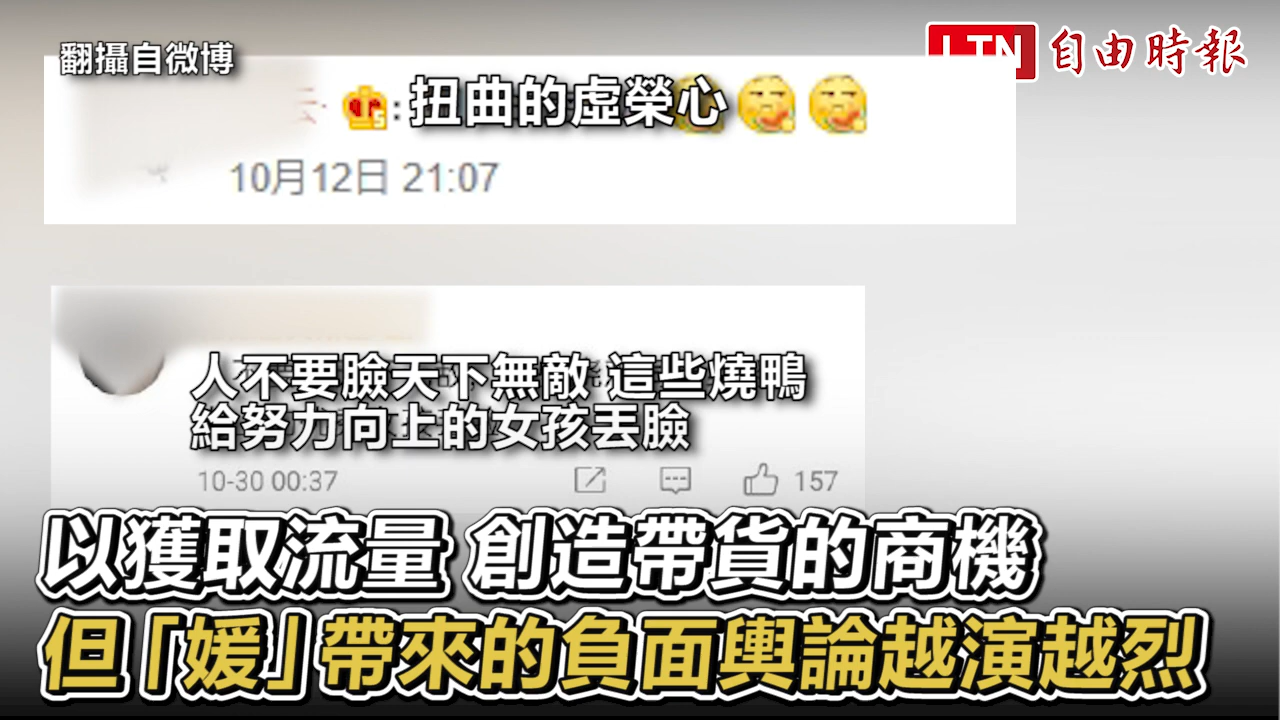 翻攝自微博
LTN 自由時報
:扭曲的虛榮心
10月12日 21:07
人不要臉天下無敵 這些燒鴨
給努力向上的女孩丟臉
10-30 00:37
157
以獲取流量 創造帶貨的商機
但「媛」帶來的負面輿論越演越烈